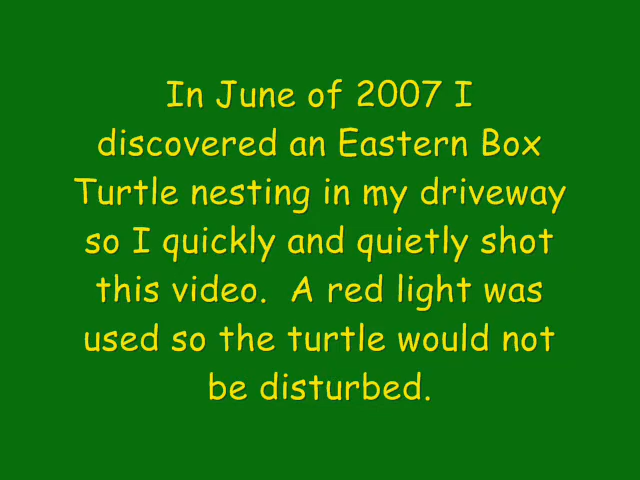 In June of 2007 I
discovered an Eastern Box
Turtle nesting in my driveway
so I quickly and quietly shot
this video.  A red light was
used so the turtle would not
be disturbed.